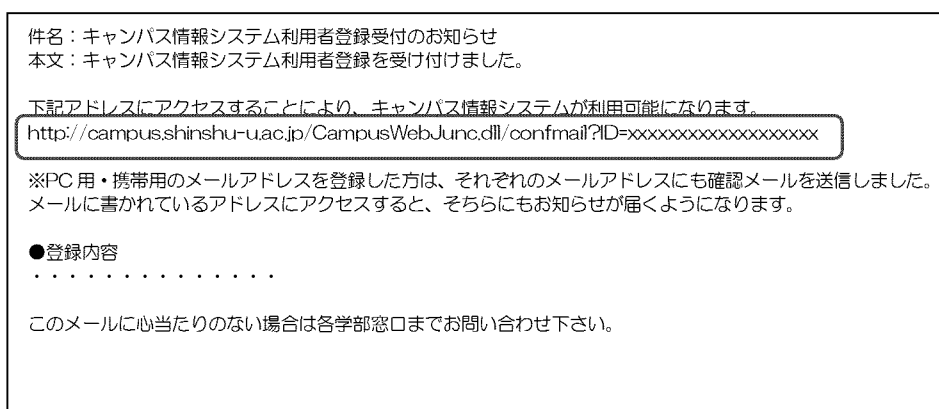 件名：キャンパス情報システム利用者登録受付のお知らせ
本文：キャンパス情報システム利用者登録を受け付けました。
下記アドレスにアクセスすることにより、キャンパス情報システムが利用可能になります。
http://campus.shinshu-u.ac.jp/CampusWebJunc.dll/confmail?ID=xxxxxxxxxxxxxxxxxxx
※PC用・携帯用のメールアドレスを登録した方は、それぞれのメールアドレスにも確認メールを送信しました。
メールに書かれているアドレスにアクセスすると、そちらにもお知らせが届くようになります。
●登録内容
・・・・・・・・・・・・・・
このメールに心当たりのない場合は各学部窓口までお問い合わせ下さい。